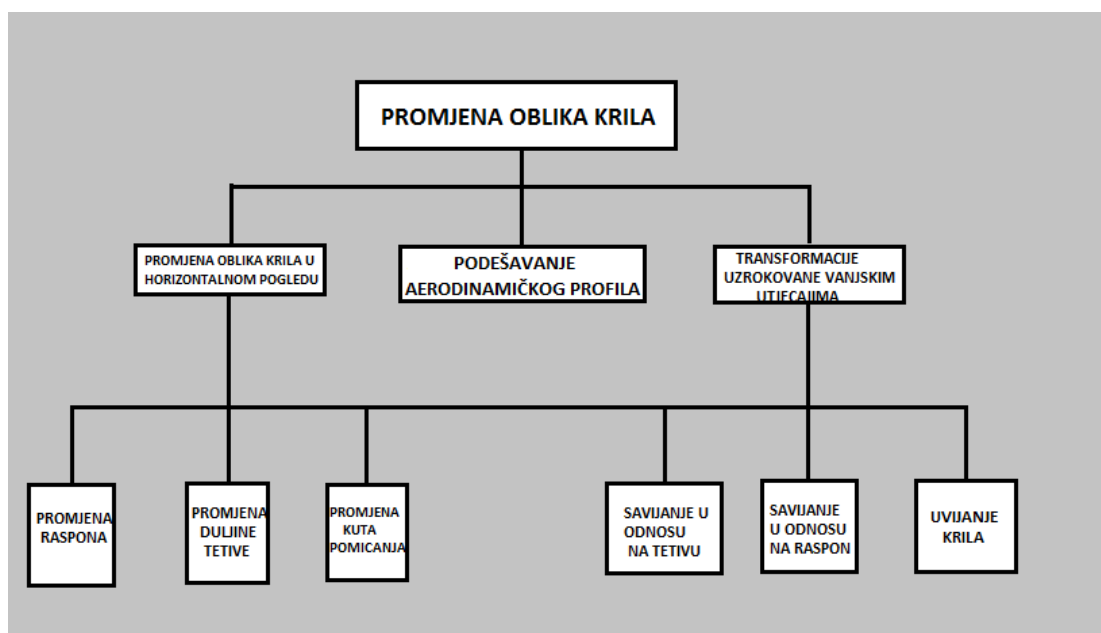 PROMJENA OBLIKA KRILA
PROMJENA OBLIKA KRILA U
HORIZONTALNOM POGLEDU
PODEŠAVANJE
AERODINAMIČKOG PROFILA
TRANSFORMACIJE
UZROKOVANE VANJSKIM
UTJECAJIMA
PROMJENA
RASPONA
PROMJENA
DULJINE
TETIVE
PROMJENA
KUTA
POMICANJA
SAVIJANJE U
ODNOSU
NA TETIVU
SAVIJANJE
U ODNOSU
NA RASPON
UVIJANJE
KRILA